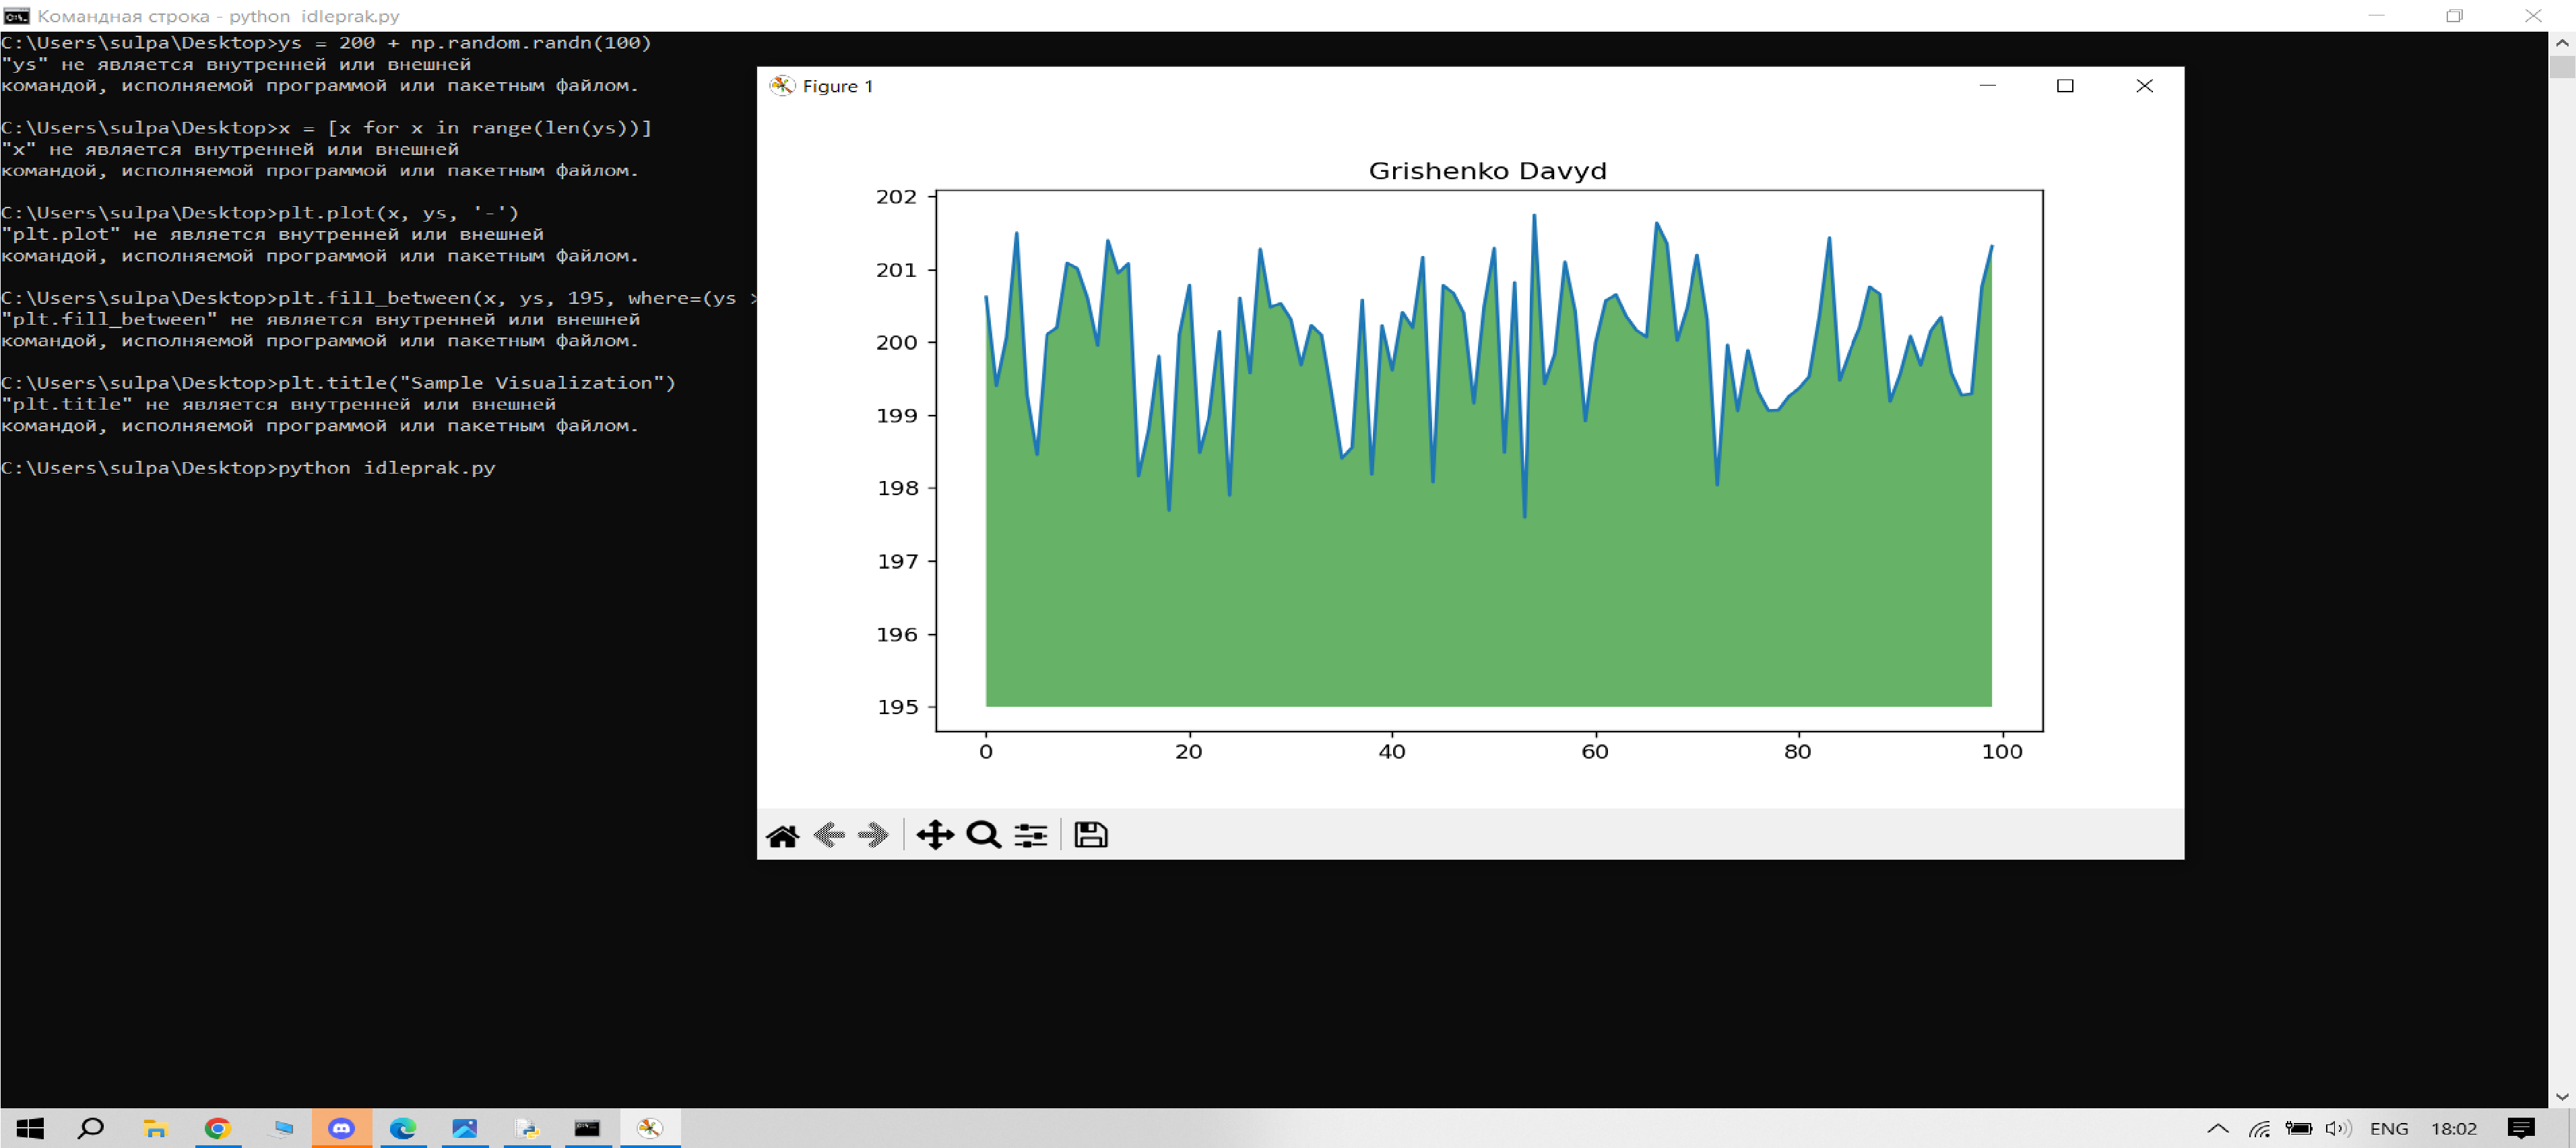 Командная строка - python idleprak.py
C:\Users\sulpa\Desktop>ys = 200 + np.random.randn(100)
"ys" не является внутренней или внешней
командой, исполняемой программой или пакетным файлом.
C:\Users\sulpa\Desktop>x = [x for x in range(len(ys))]
"x" не является внутренней или внешней
командой, исполняемой программой или пакетным файлом.
C:\Users\sulpa\Desktop>plt.plot(x, ys, '-')
"plt.plot" не является внутренней или внешней
командой, исполняемой программой или пакетным файлом.
C:\Users\sulpa\Desktop>plt.fill_between(x, ys, 195, where=(ys >
"plt.fill_between" не является внутренней или внешней
командой, исполняемой программой или пакетным файлом.
C:\Users\sulpa\Desktop>plt.title("Sample Visualization")
"plt.title" не является внутренней или внешней
командой, исполняемой программой или пакетным файлом.
C:\Users\sulpa\Desktop>python idleprak.py
Figure 1
Grishenko Davyd
202
201
200
199
198
197
196
195
0 20 40 60 80 100
ENG 18:02